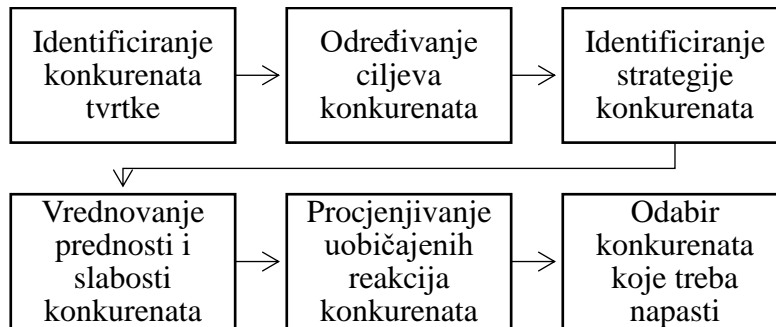 Identificiranje
konkurenata
tvrtke
Određivanje
ciljeva
konkurenata
Identificiranje
strategije
konkurenata
Vrednovanje
prednosti i
slabosti
konkurenata
Procjenjivanje
uobičajenih
reakcija
konkurenata
Odabir
konkurenata
koje treba
napasti